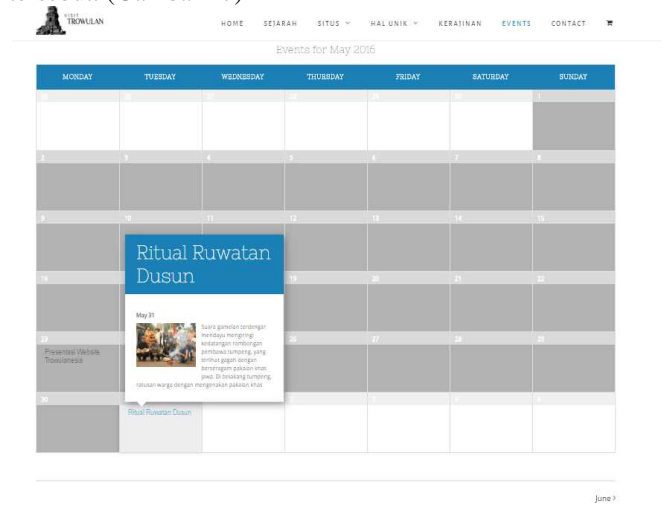 VISIT
TROWULAN
HOME SEJARAH SITUS HAL UNIK KERAJINAN EVENTS CONTACT
Events for May 2016
MONDAY TUESDAY WEDNESDAY THURSDAY FRIDAY SATURDAY SUNDAY
1
2 3 4 5 6 7 8
9 10 11 12 13 14 15
Ritual Ruwatan
Dusun
19 20 21 22
May 31
Suara gamelan terdengar
mendayu mengiringi
kedatangan rombongan
pembawa tumpeng, yang
terlihat gagah dengan
berseragam pakaian khas
jawa. Di belakang tumpeng,
ratusan warga dengan mengenakan pakaian khas
26 27 28 29
Presentasi Website
Trowulanesia
30
Ritual Ruwatan Dusun
June